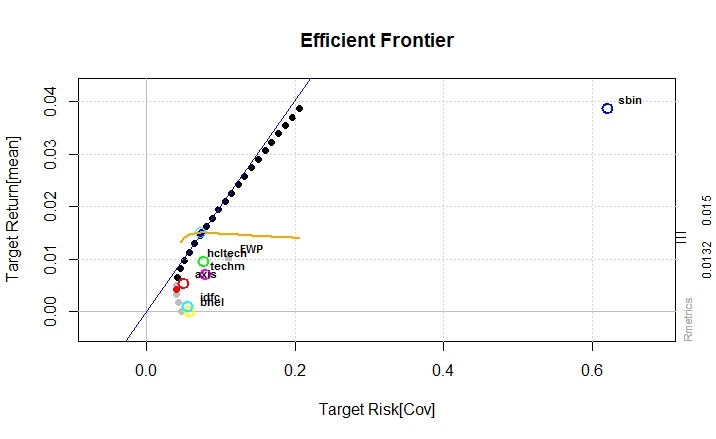 Efficient Frontier
Target Return[mean]
0.04
0.03
0.02
0.01
0.00
sbin
EWP
hcltech
techm
axis
idfc
bhel
0.015
0.0132
Rmetrics
0.0
0.2
0.4
0.6
Target Risk[Cov]